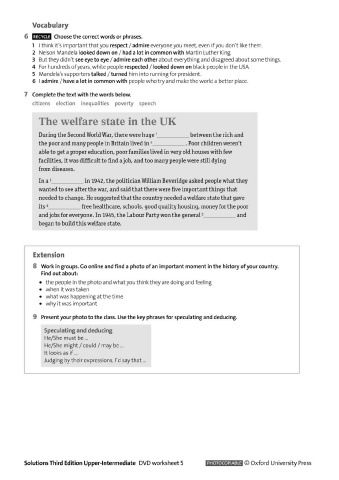 Vocabulary
6 RECYCLE Choose the correct words or phrases.
1 I think it's important that you respect / admire everyone you meet, even if you don't like them.
2 Nelson Mandela looked down on / had a lot in common with Martin Luther King.
3 But they didn't see eye to eye / admire each other about everything and disagreed about some things.
4 For hundreds of years, white people respected / looked down on black people in the USA.
5 Mandela's supporters talked / turned him into running for president.
6 I admire / have a lot in common with people who try and make the world a better place.
7 Complete the text with the words below.
citizens election inequalities poverty speech
The welfare state in the UK
During the Second World War, there were huge 1__________ between the rich and
the poor and many people in Britain lived in 2__________. Poor children weren't
able to get a proper education, poor families lived in very old houses with few
facilities, it was difficult to find a job, and too many people were still dying
from diseases.
In a 3__________ in 1942, the politician William Beveridge asked people what they
wanted to see after the war, and said that there were five important things that
needed to change. He suggested that the country needed a welfare state that gave
its 4__________ free healthcare, schools, good quality housing, money for the poor
and jobs for everyone. In 1945, the Labour Party won the general 5__________ and
began to build this welfare state.
Extension
8 Work in groups. Go online and find a photo of an important moment in the history of your country.
Find out about:
• the people in the photo and what you think they are doing and feeling
• when it was taken
• what was happening at the time
• why it was important
9 Present your photo to the class. Use the key phrases for speculating and deducing.
Speculating and deducing
He/She must be ...
He/She might / could / may be ...
It looks as if ...
Judging by their expressions, I'd say that ...
Solutions Third Edition Upper-Intermediate DVD worksheet 5 PHOTOCOPIABLE © Oxford University Press